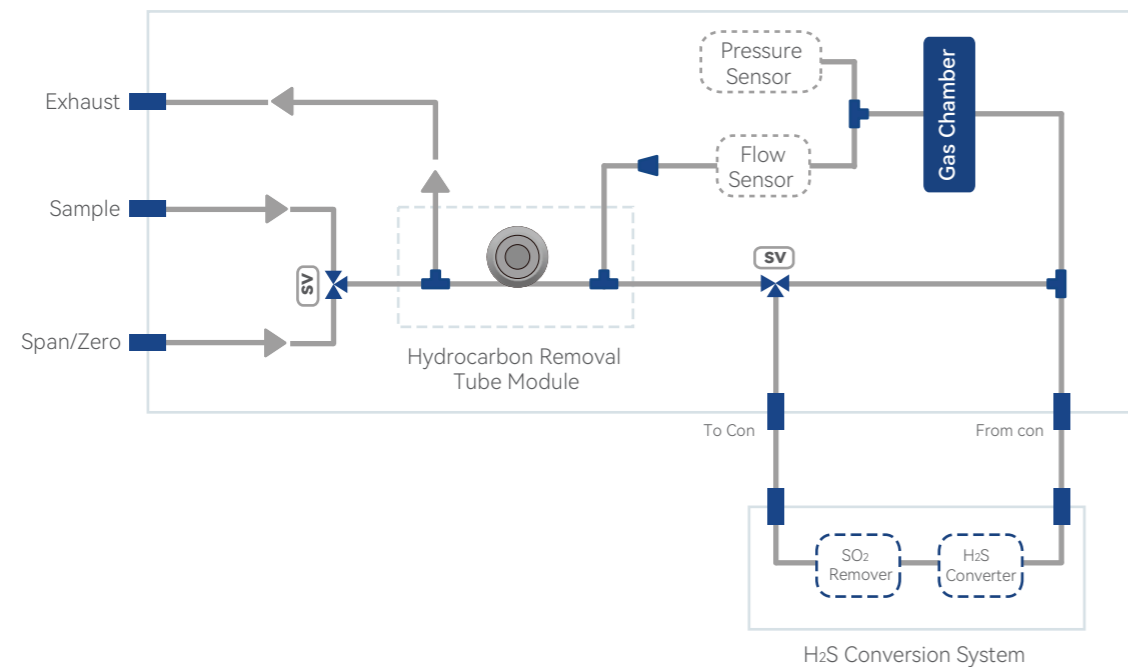 Pressure
Sensor
Gas Chamber
Exhaust
Flow
Sensor
Sample
SV
SV
Span/Zero
Hydrocarbon Removal
Tube Module
To Con
From con
SO₂
Remover
H₂S
Converter
H₂S Conversion System